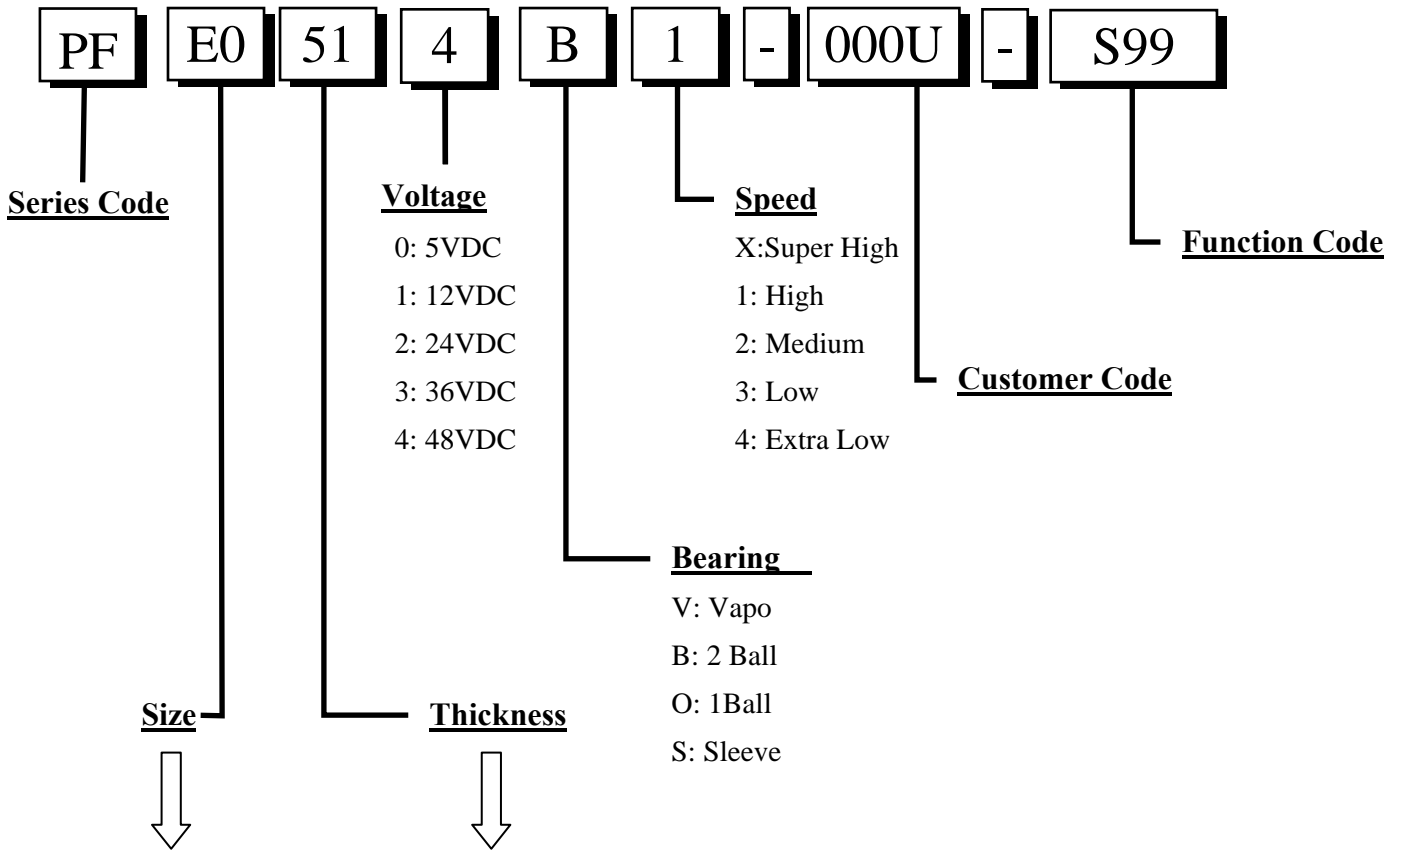 PF E0 51 4 B 1 - 000U - S99
Series Code
Voltage
0: 5VDC
1: 12VDC
2: 24VDC
3: 36VDC
4: 48VDC
Speed
X:Super High
1: High
2: Medium
3: Low
4: Extra Low
Function Code
Customer Code
Bearing
V: Vapo
B: 2 Ball
O: 1Ball
S: Sleeve
Size
Thickness